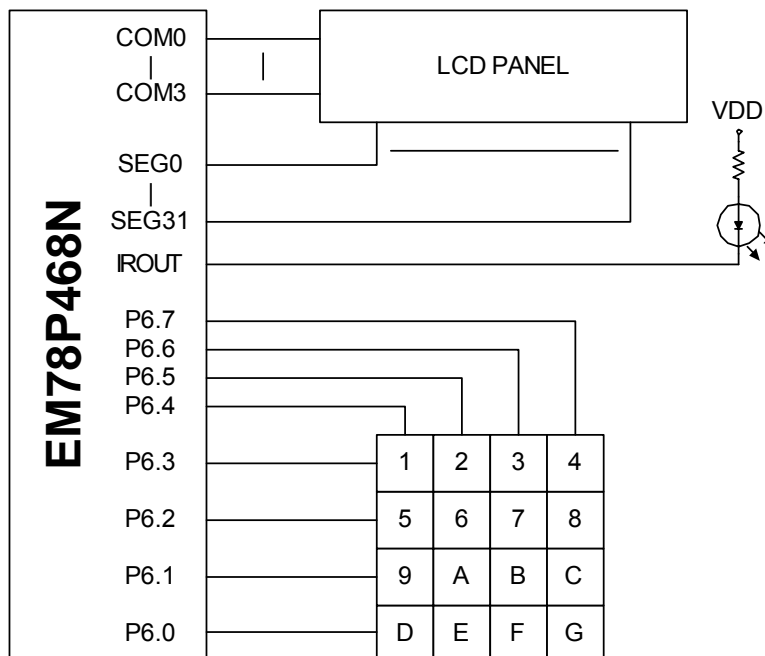 COM0
COM3
LCD PANEL
VDD
SEG0
SEG31
IROUT
EM78P468N
P6.7
P6.6
P6.5
P6.4
P6.3
1 2 3 4
P6.2
5 6 7 8
P6.1
9 A B C
P6.0
D E F G